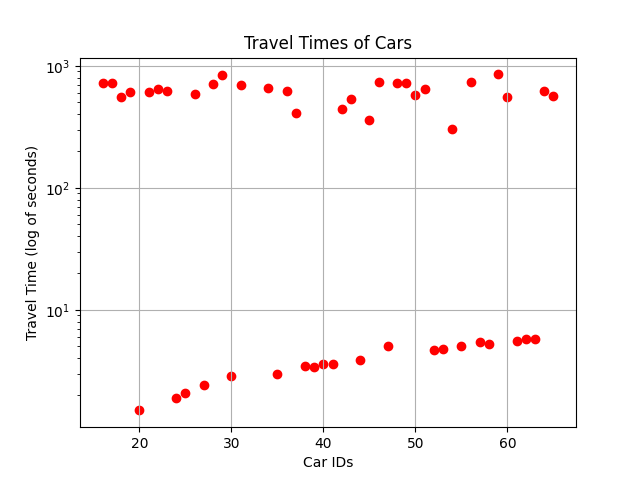 Travel Times of Cars
10³
10²
10¹
Travel Time (log of seconds)
20 30 40 50 60
Car IDs